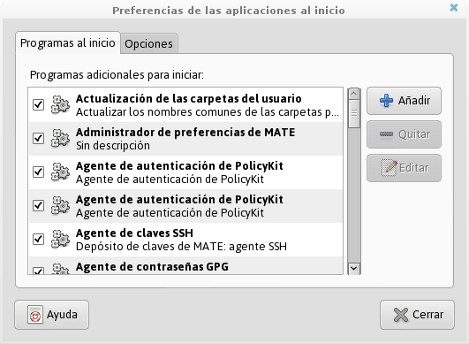 Preferencias de las aplicaciones al inicio
Programas al inicio
Opciones
Programas adicionales para iniciar:
Actualización de las carpetas del usuario
Actualizar los nombres comunes de las carpetas p...
Administrador de preferencias de MATE
Sin descripción
Agente de autenticación de PolicyKit
Agente de autenticación de PolicyKit
Agente de autenticación de PolicyKit
Agente de autenticación de PolicyKit
Agente de claves SSH
Depósito de claves de MATE: agente SSH
Agente de contraseñas GPG
Añadir
Quitar
Editar
Ayuda
Cerrar